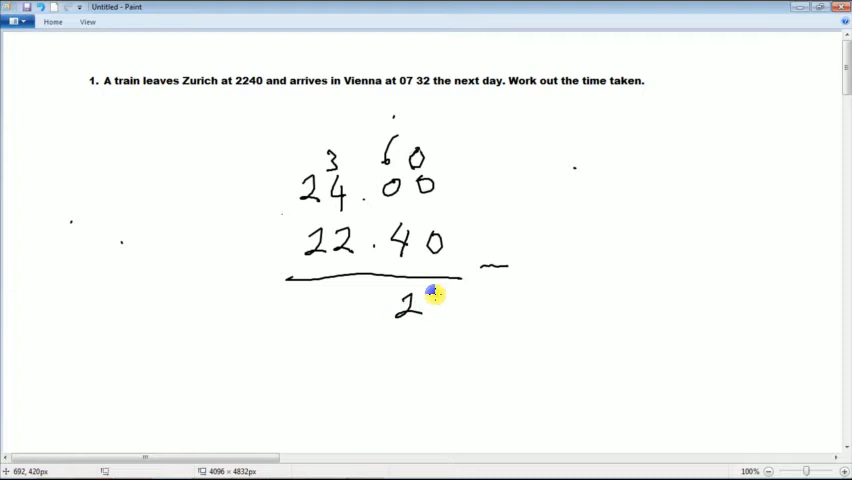 Untitled - Paint
Home View
1. A train leaves Zurich at 2240 and arrives in Vienna at 07 32 the next day. Work out the time taken.
3 60
24.00
22.40 -
2
692, 420px 4096 × 4832px 100%